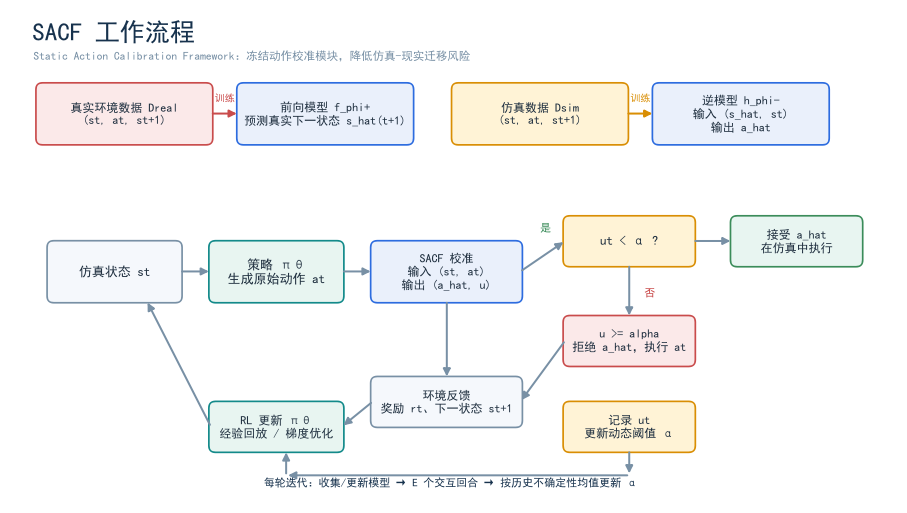 SACF 工作流程
Static Action Calibration Framework: 冻结动作校准模块，降低仿真-现实迁移风险
真实环境数据 Dreal
(st, at, st+1)
训练
前向模型 f_phi+
预测真实下一状态 s_hat(t+1)
仿真数据 Dsim
(st, at, st+1)
训练
逆模型 h_phi-
输入 (s_hat, st)
输出 a_hat
仿真状态 st
策略 πθ
生成原始动作 at
SACF 校准
输入 (st, at)
输出 (a_hat, u)
是
ut < α ?
接受 a_hat
在仿真中执行
否
u >= alpha
拒绝 a_hat，执行 at
环境反馈
奖励 rt、下一状态 st+1
RL 更新 πθ
经验回放 / 梯度优化
记录 ut
更新动态阈值 α
每轮迭代：收集/更新模型 → E 个交互回合 → 按历史不确定性均值更新 α